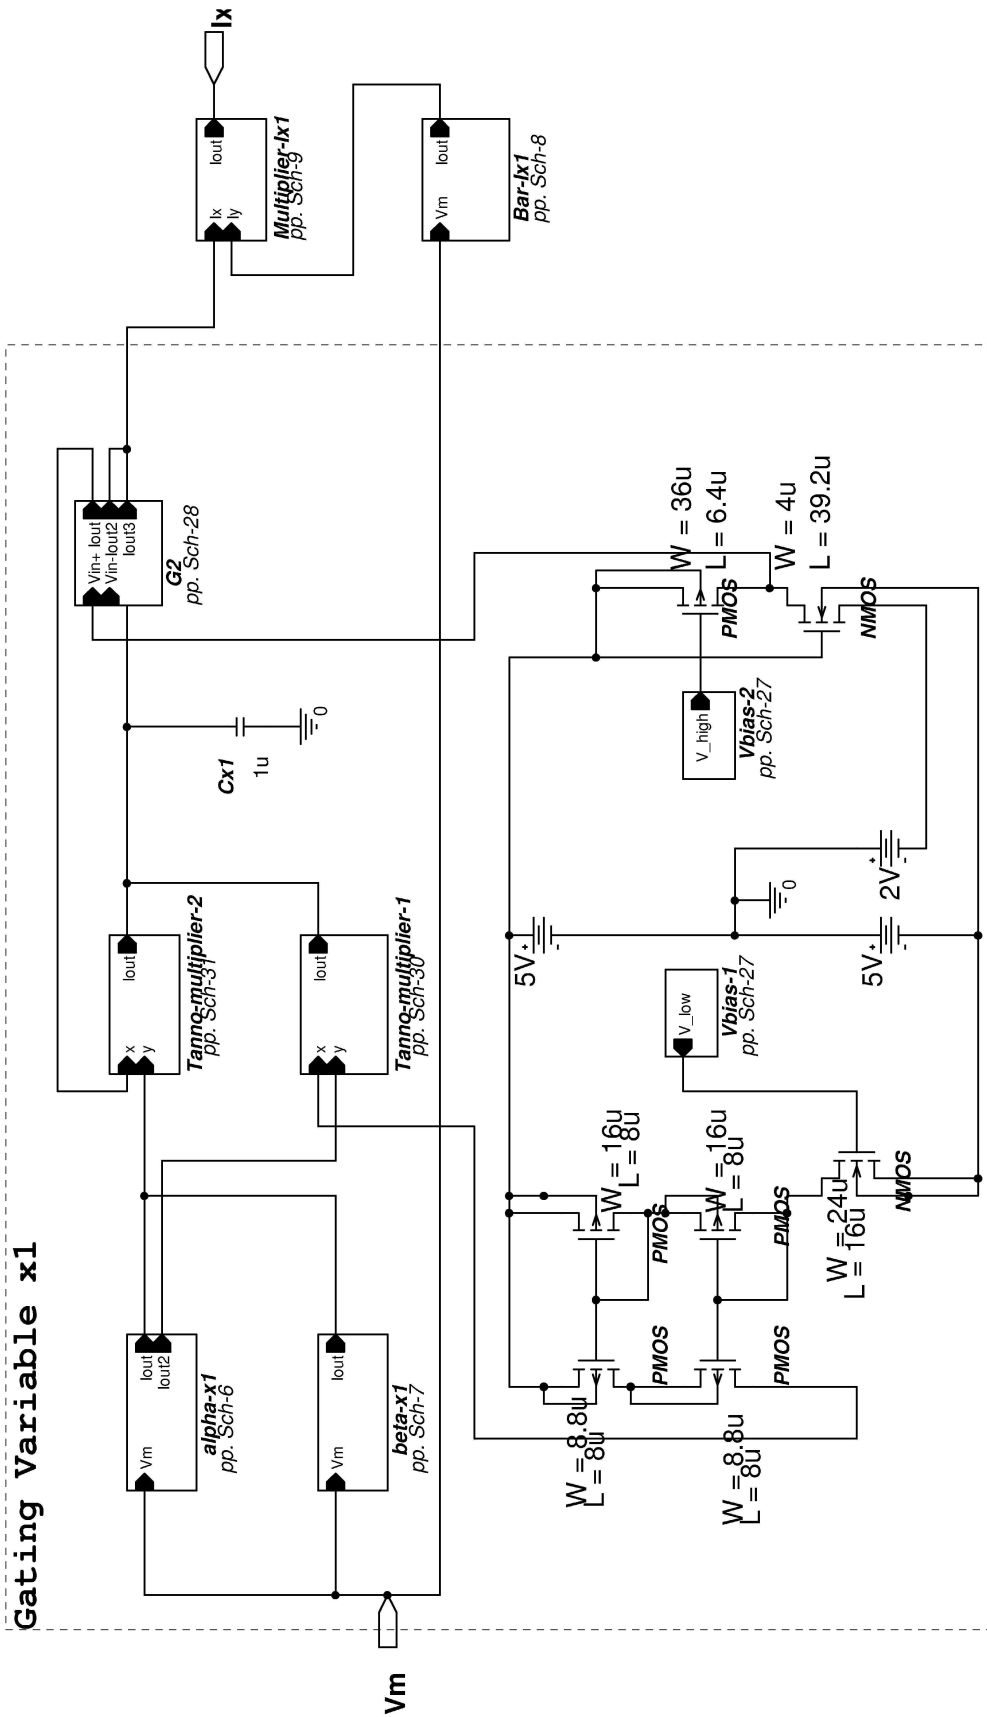 Gating Variable x1
Vm
Vm
Iout
Iout2
alpha-x1
pp. Sch-6
Vm
Iout
beta-x1
pp. Sch-7
x
y
Iout
Tanno-multiplier-2
pp. Sch-31
x
y
Iout
Tanno-multiplier-1
pp. Sch-30
Cx1
1u
0
Vin+ Iout
Vin-Iout2
Iout3
G2
pp. Sch-28
Ix
Iy
Iout
Multiplier-Ix1
pp. Sch-9
Ix
Vm
Iout
Bar-Ix1
pp. Sch-8
W = 8.8u
L = 8u
PMOS
W = 16u
L = 8u
PMOS
W = 8.8u
L = 8u
PMOS
W = 16u
L = 8u
PMOS
W = 24u
L = 16u
NMOS
V_low
Vbias-1
pp. Sch-27
5V
+
-
0
5V
+
-
2V
+
-
V_high
Vbias-2
pp. Sch-27
W = 36u
L = 6.4u
PMOS
W = 4u
L = 39.2u
NMOS